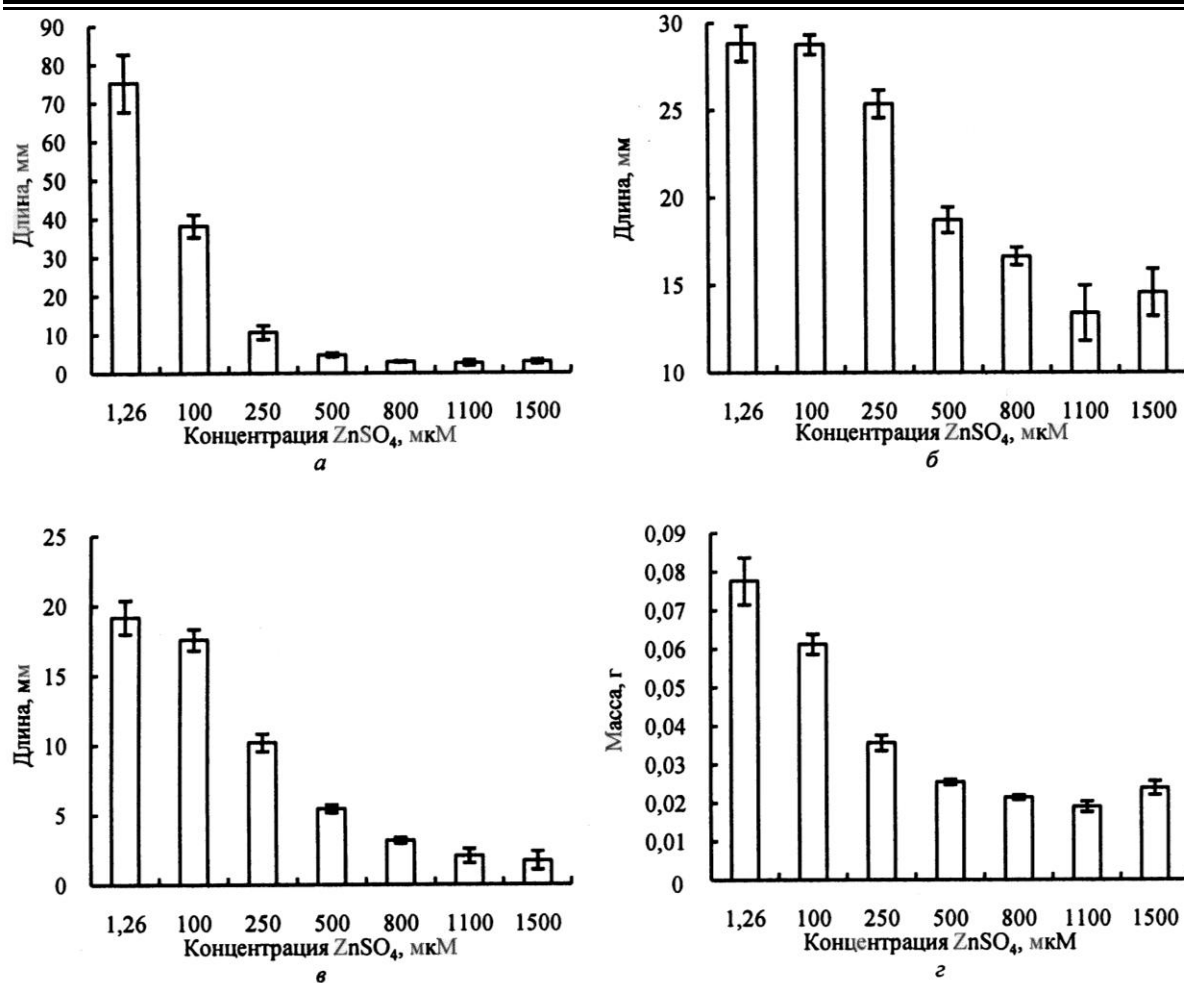 90
80
70
60
50
40
30
20
10
0
Длина, мм
1,26 100 250 500 800 1100 1500
Концентрация ZnSO₄, мкМ
а
30
25
20
15
10
Длина, мм
1,26 100 250 500 800 1100 1500
Концентрация ZnSO₄, мкМ
б
25
20
15
10
5
0
Длина, мм
1,26 100 250 500 800 1100 1500
Концентрация ZnSO₄, мкМ
в
0,09
0,08
0,07
0,06
0,05
0,04
0,03
0,02
0,01
0
Масса, г
1,26 100 250 500 800 1100 1500
Концентрация ZnSO₄, мкМ
г